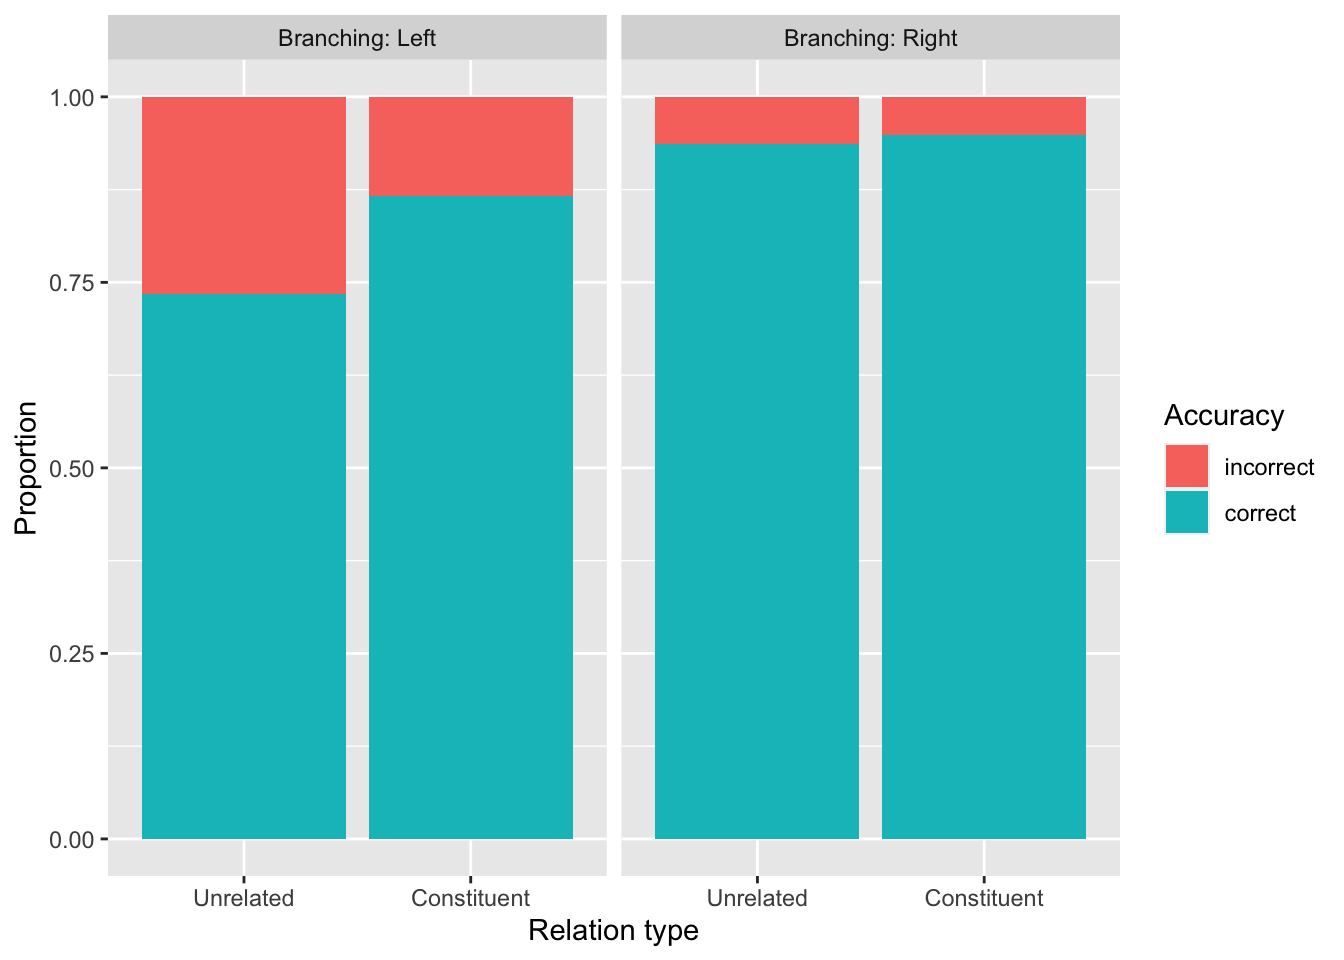 Branching: Left
Branching: Right
1.00
0.75
0.50
0.25
0.00
Proportion
Unrelated
Constituent
Unrelated
Constituent
Relation type
Accuracy
incorrect
correct